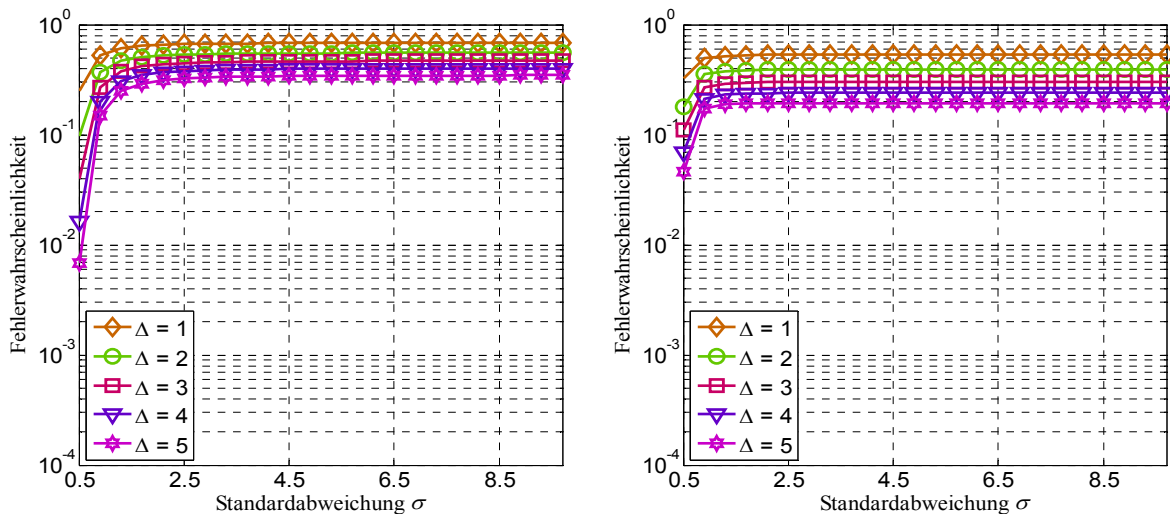 10^0
10^-1
10^-2
10^-3
10^-4
Fehlerwahrscheinlichkeit
Δ = 1
Δ = 2
Δ = 3
Δ = 4
Δ = 5
0.5 2.5 4.5 6.5 8.5
Standardabweichung σ
10^0
10^-1
10^-2
10^-3
10^-4
Fehlerwahrscheinlichkeit
Δ = 1
Δ = 2
Δ = 3
Δ = 4
Δ = 5
0.5 2.5 4.5 6.5 8.5
Standardabweichung σ